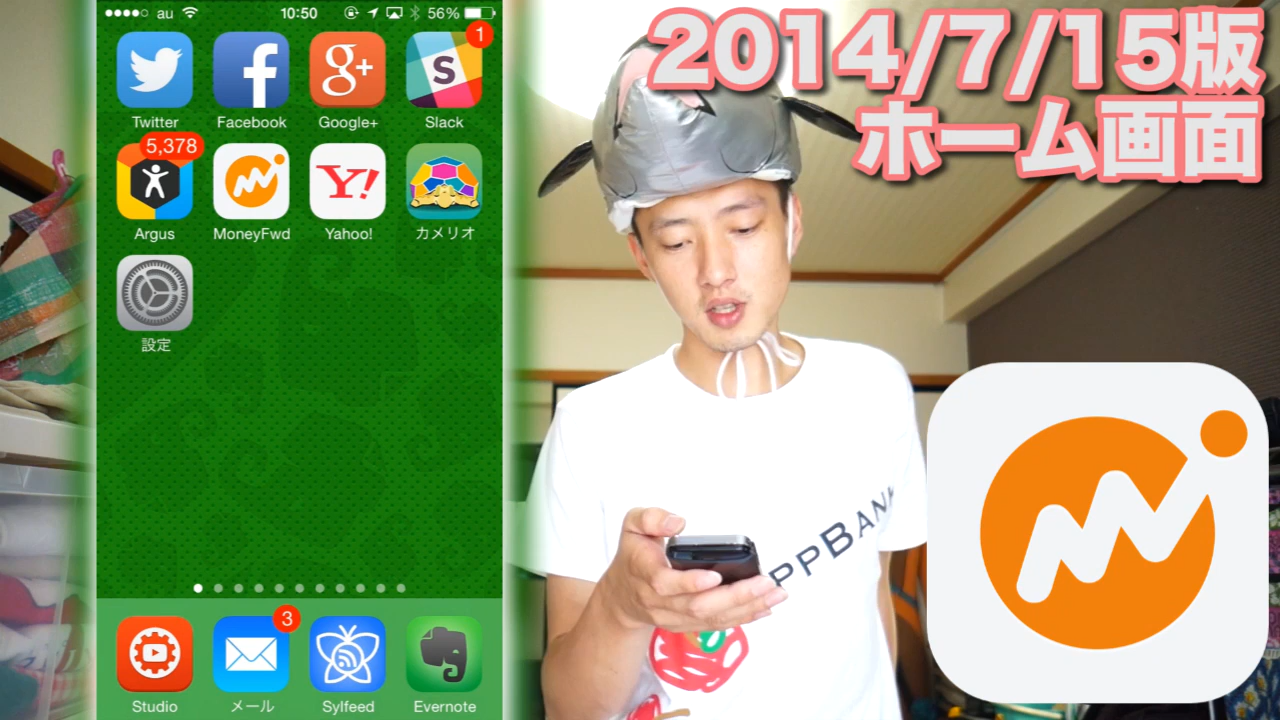 au 10:50 56%
1
Twitter Facebook Google+ Slack
5,378
Argus MoneyFwd Yahoo! カメリオ
設定
3
Studio メール Sylfeed Evernote
2014/7/15版
ホーム画面
PPBANK